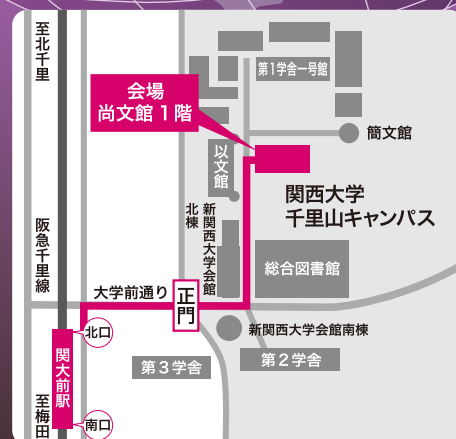 至北千里
第1学舎一号館
会場
尚文館 1階
簡文館
以文館
関西大学
千里山キャンパス
新関西大学会館
北棟
阪急千里線
総合図書館
大学前通り
正門
北口
新関西大学会館南棟
関大前駅
第3学舎
第2学舎
至梅田
南口